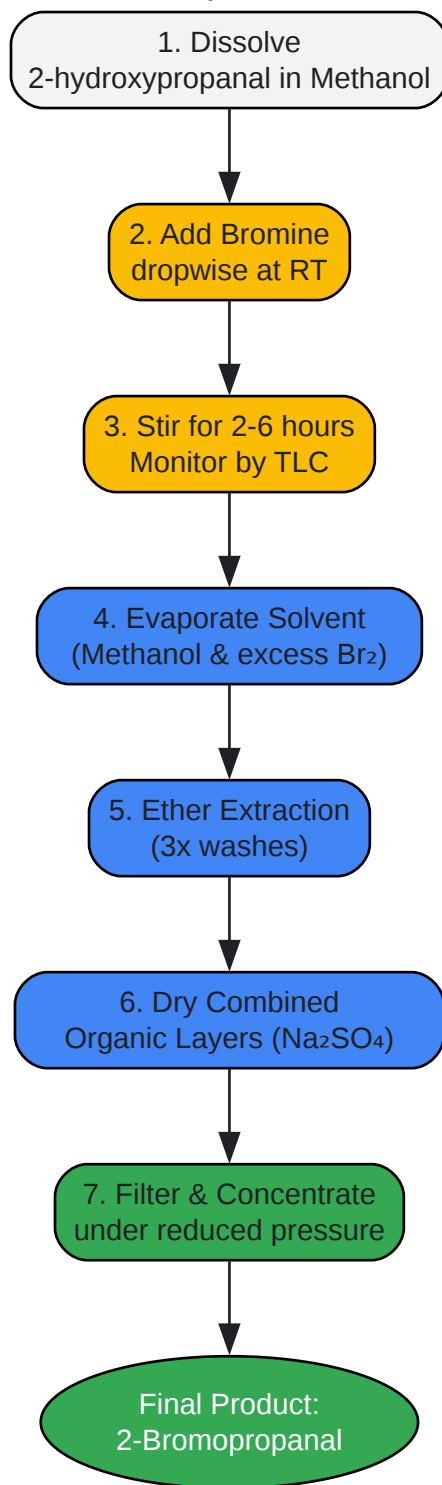 1. Dissolve
2-hydroxypropanal in Methanol
2. Add Bromine
dropwise at RT
3. Stir for 2-6 hours
Monitor by TLC
4. Evaporate Solvent
(Methanol & excess Br₂)
5. Ether Extraction
(3x washes)
6. Dry Combined
Organic Layers (Na₂SO₄)
7. Filter & Concentrate
under reduced pressure
Final Product:
2-Bromopropanal